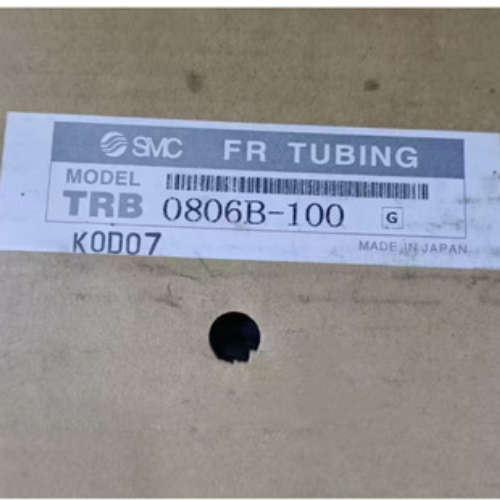 SMC FR TUBING
MODEL
TRB 0806B-100 G
K0D07 MADE IN JAPAN